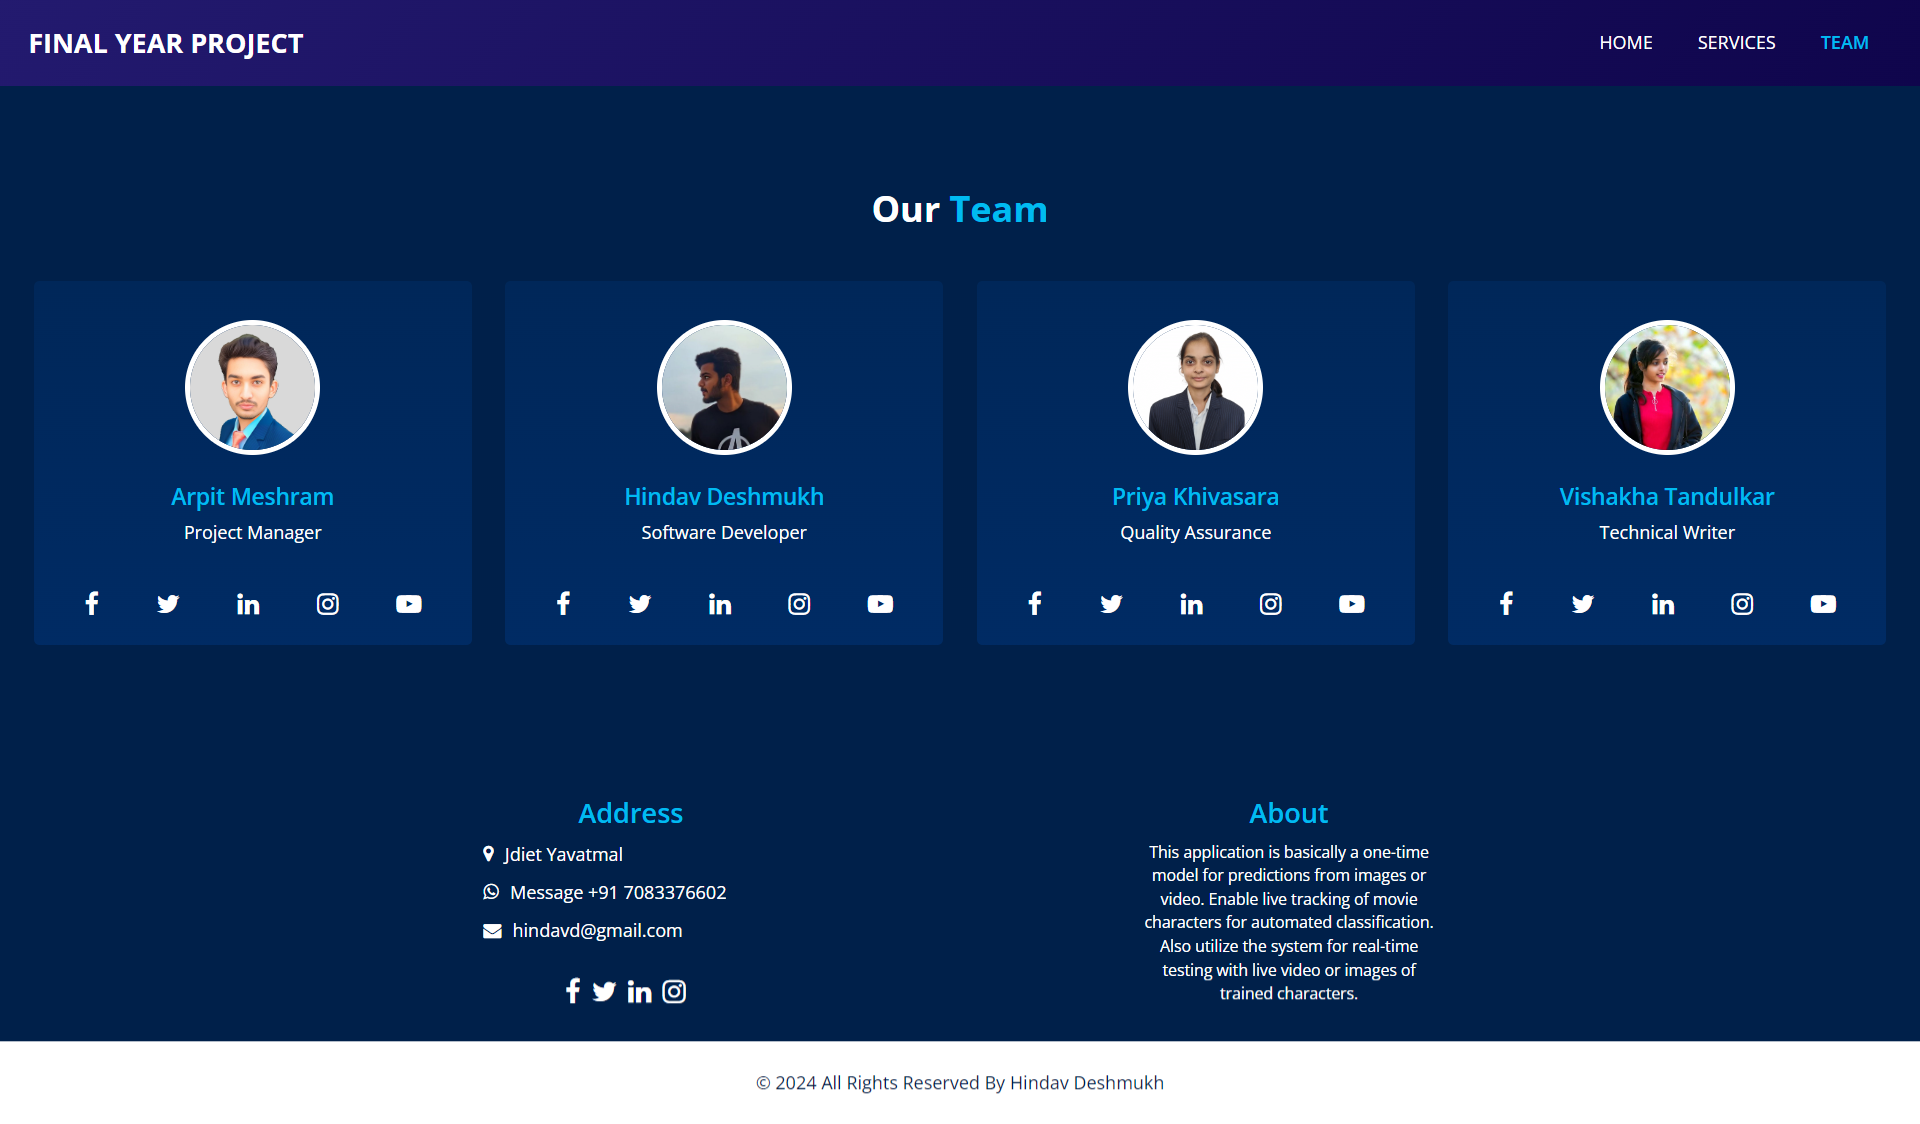 FINAL YEAR PROJECT
HOME SERVICES TEAM
Our Team
Arpit Meshram
Project Manager
Hindav Deshmukh
Software Developer
Priya Khivasara
Quality Assurance
Vishakha Tandulkar
Technical Writer
Address
Jdiet Yavatmal
Message +91 7083376602
hindavd@gmail.com
About
This application is basically a one-time
model for predictions from images or
video. Enable live tracking of movie
characters for automated classification.
Also utilize the system for real-time
testing with live video or images of
trained characters.
© 2024 All Rights Reserved By Hindav Deshmukh